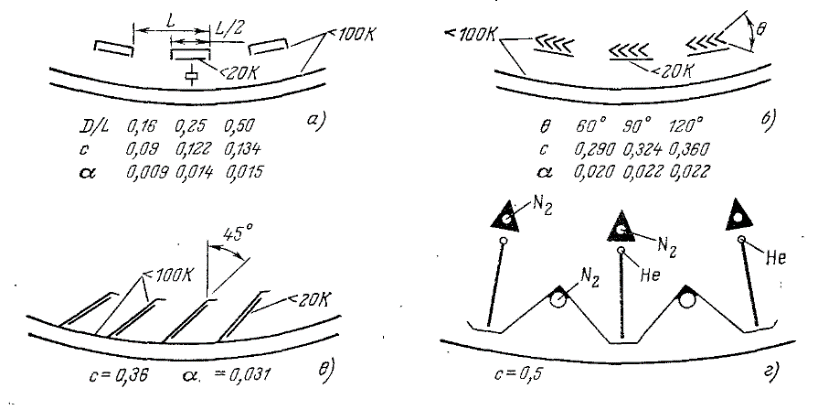 L
L/2
<100K
<20K
D/L 0,16 0,25 0,50
c 0,09 0,122 0,134
α 0,009 0,014 0,015
а)
<100K
θ
<20K
θ 60° 90° 120°
c 0,290 0,324 0,360
α 0,020 0,022 0,022
б)
45°
<100K
<20K
c=0,36 α. =0,031
в)
N₂
N₂
He
N₂
He
c=0,5
г)